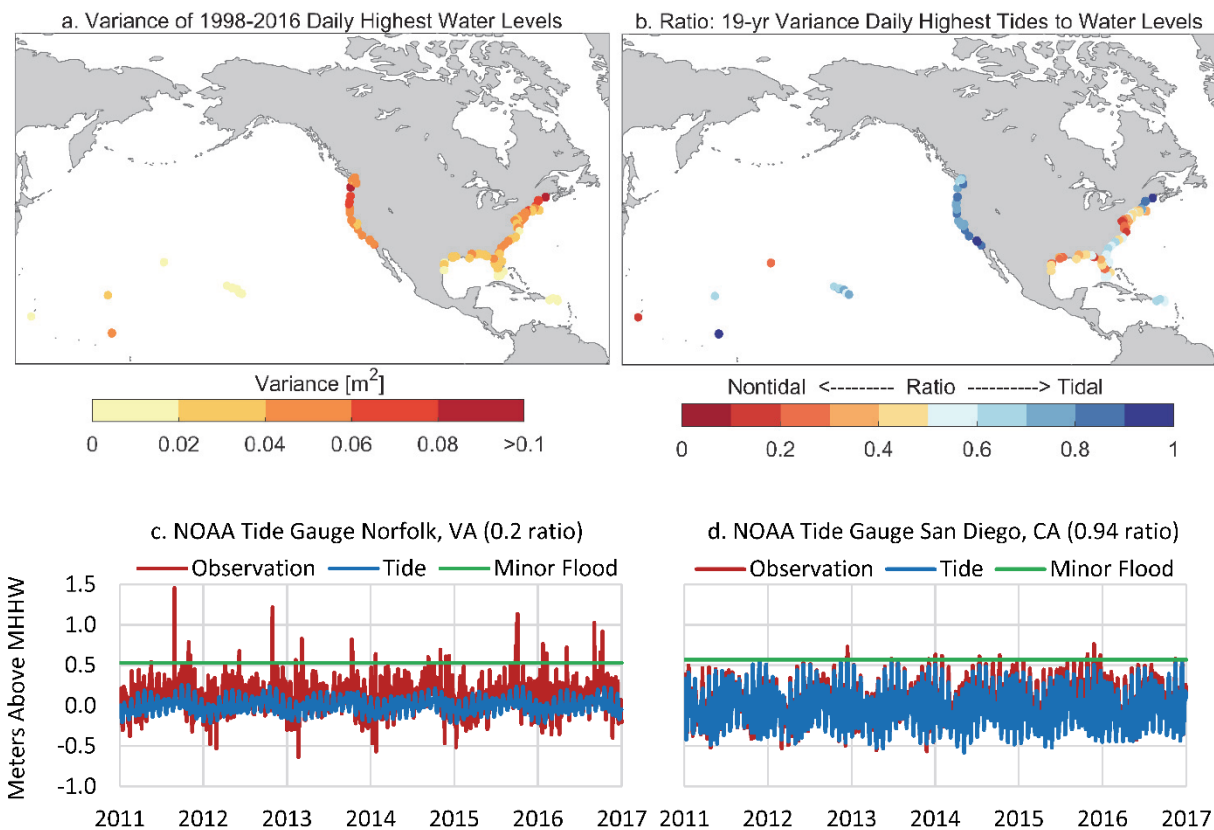 a. Variance of 1998-2016 Daily Highest Water Levels
b. Ratio: 19-yr Variance Daily Highest Tides to Water Levels
Variance [m²]
0 0.02 0.04 0.06 0.08 >0.1
Nontidal <--------- Ratio ----------> Tidal
0 0.2 0.4 0.6 0.8 1
c. NOAA Tide Gauge Norfolk, VA (0.2 ratio)
Observation Tide Minor Flood
Meters Above MHHW
1.5
1.0
0.5
0.0
-0.5
-1.0
2011 2012 2013 2014 2015 2016 2017
d. NOAA Tide Gauge San Diego, CA (0.94 ratio)
Observation Tide Minor Flood
2011 2012 2013 2014 2015 2016 2017